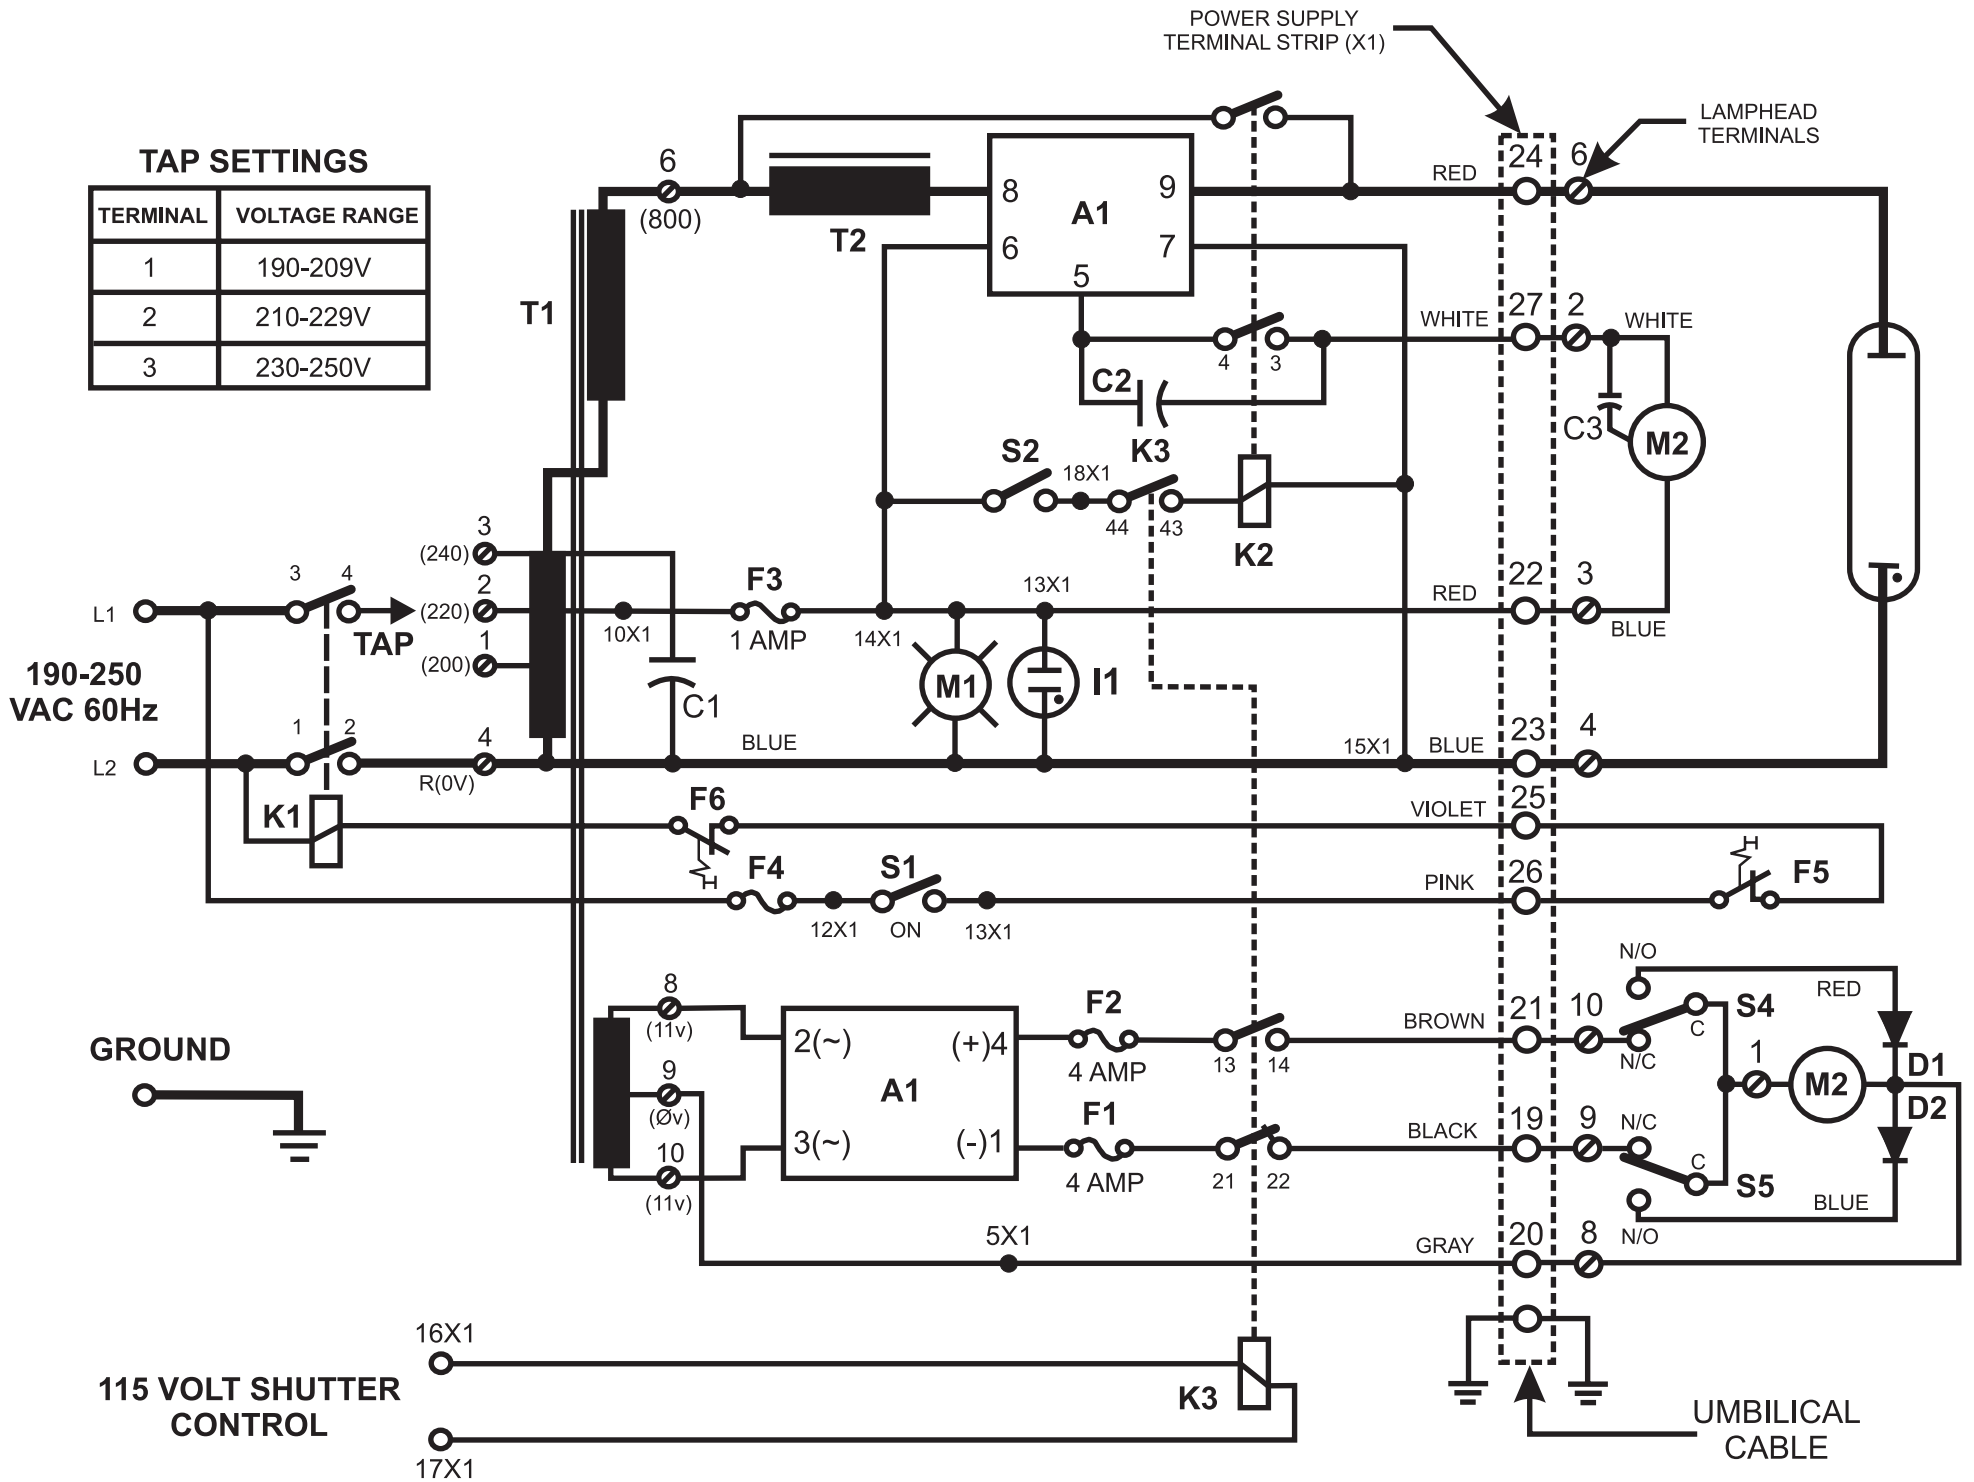 POWER SUPPLY
TERMINAL STRIP (X1)
LAMPHEAD
TERMINALS
TAP SETTINGS
TERMINAL VOLTAGE RANGE
1 190-209V
2 210-229V
3 230-250V
6
(800)
T2
T1
8 9
A1
6 7
5
RED
24 6
WHITE
27 2
WHITE
4 3
C2
C3
M2
S2
18X1
K3
44 43
K2
3
(240)
2
(220)
1
(200)
3 4
L1
TAP
10X1
F3
1 AMP
14X1
13X1
RED
22 3
BLUE
190-250
VAC 60Hz
C1
M1
I1
1 2
L2
4
R(0V)
BLUE
15X1
BLUE
23 4
K1
F6
VIOLET
25
F4
S1
12X1
ON
13X1
PINK
26
F5
8
(11v)
9
(Øv)
10
(11v)
2(~) (+)4
A1
3(~) (-)1
F2
4 AMP
F1
4 AMP
13 14
21 22
BROWN
21 10
BLACK
19 9
N/O
N/C
C
S4
RED
1
M2
D1
D2
N/C
C
S5
N/O
BLUE
GROUND
5X1
GRAY
20 8
16X1
115 VOLT SHUTTER
CONTROL
17X1
K3
UMBILICAL
CABLE